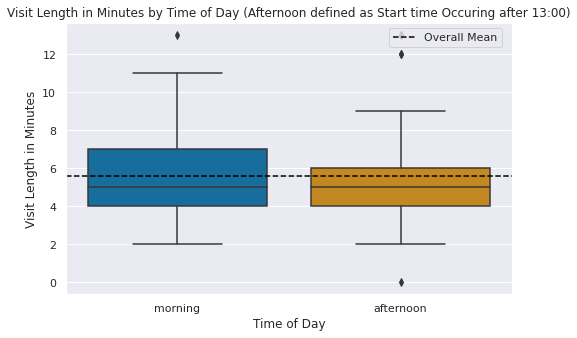 Visit Length in Minutes by Time of Day (Afternoon defined as Start time Occuring after 13:00)
Overall Mean
Visit Length in Minutes
12
10
8
6
4
2
0
morning afternoon
Time of Day